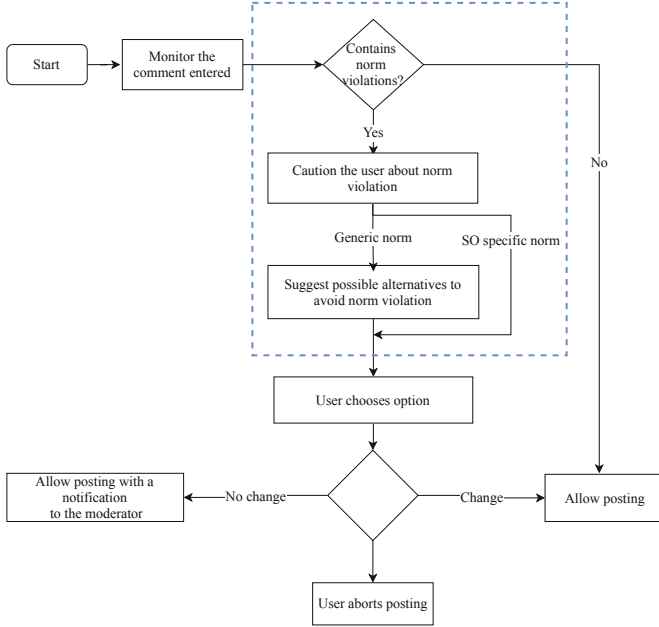 Start
Monitor the
comment entered
Contains
norm
violations?
Yes
No
Caution the user about norm
violation
Generic norm
SO specific norm
Suggest possible alternatives to
avoid norm violation
User chooses option
Allow posting with a
notification
to the moderator
No change
Change
Allow posting
User aborts posting